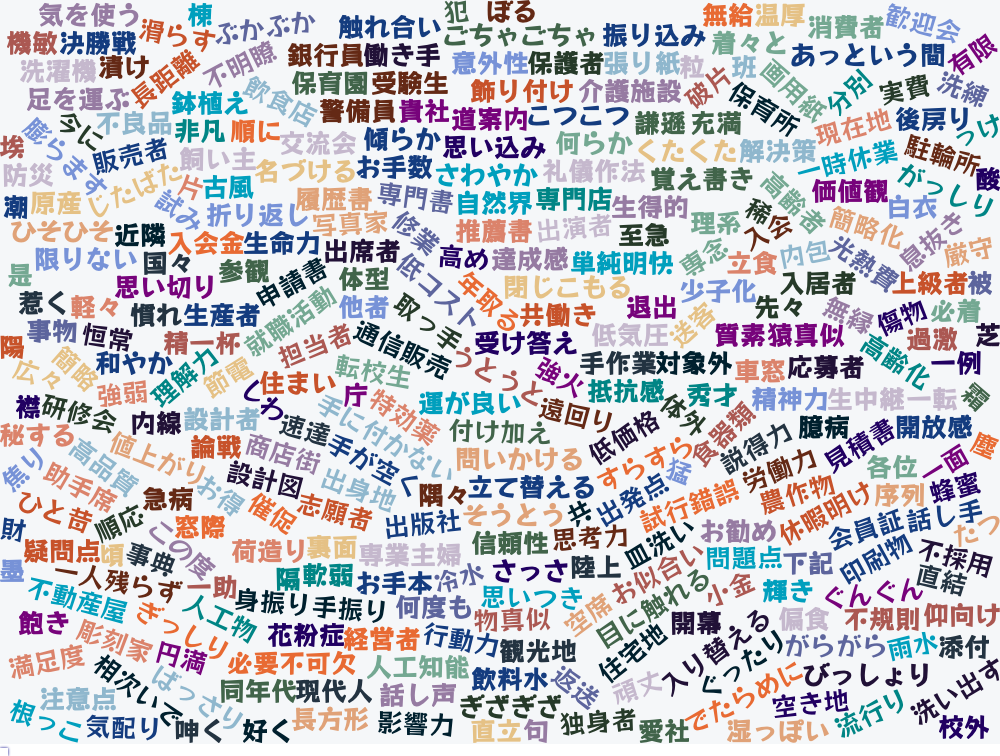 気を使う
棟
ぶかぶか
触れ合い
犯
ぼる
無給
温厚
消費者
歓迎会
機敏
決勝戦
滑らす
ごちゃごちゃ
振り込み
着々と
あっという間
有限
銀行員
働き手
洗濯機
漬け
長距離
不明瞭
意外性
保護者
張り紙
粒
班
画用紙
分別
実費
洗練
足を運ぶ
鉢植え
飲食店
保育園
受験生
飾り付け
介護施設
破片
保育所
警備員
貴社
道案内
こつこつ
謙遜
充満
現在地
後戻り
つけ
埃
膨らます
今に
不良品
非凡
順に
交流会
傾らか
思い込み
何らか
くたくた
解決策
一時休業
駐輪所
販売者
飼い主
名づける
お手数
さわやか
礼儀作法
覚え書き
高齢者
価値観
がっしり
酸
防災
じたばた
片
古風
潮
原産
試み
折り返し
履歴書
専門書
自然界
専門店
生得的
理系
稀
白衣
写真家
修業
推薦書
出演者
至急
入会
簡略化
息抜き
ひそひそ
近隣
入会金
生命力
出席者
高め
達成感
単純明快
専念
立食
内包
光熱費
厳守
限りない
国々
参観
申請書
体型
低コスト
是
思い切り
年取る
閉じこもる
少子化
入居者
上級者
被
惹く
軽々
慣れ
生産者
就職活動
他者
取っ手
共働き
退出
先々
無縁
傷物
必着
事物
恒常
精一杯
担当者
通信販売
受け答え
低気圧
送客
質素
猿真似
過激
芝
陽
広々
簡略
和やか
理解力
節電
転校生
うとうと
強火
手作業
対象外
車窓
応募者
高齢化
一例
強弱
しわ
住まい
庁
特効薬
運が良い
抵抗感
秀才
精神力
生中継
一転
襟
研修会
内線
設計者
速達
手に付かない
付け加え
遠回り
低価格
体外
食器類
説得力
臆病
見積書
開放感
秘する
高品質
値上がり
論戦
商店街
手が空く
問いかける
すらすら
猛
労働力
各位
一面
塵
焦り
助手席
お得
設計図
出身地
隅々
立て替える
共
出発点
試行錯誤
農作物
序列
蜂蜜
ひと昔
順応
急病
催促
志願者
出版社
そうとう
皿洗い
お勧め
休暇明け
会員証
話し手
たつ
財
疑問点
頃
事典
この度
窓際
荷造り
裏面
専業主婦
信頼性
思考力
お似合い
問題点
下記
印刷物
不採用
墨
一人残らず
一助
隔
軟弱
お手本
冷水
さっさ
陸上
目に触れる
小金
輝き
ぐんぐん
直結
不動産屋
ぎっしり
人工物
身振り手振り
何度も
思いつき
空席
飽き
彫刻家
円満
花粉症
経営者
行動力
物真似
観光地
住宅地
開幕
入り替える
偏食
不規則
仰向け
満足度
相次いで
ばっさり
必要不可欠
人工知能
飲料水
返送
頑丈
ぐったり
がらがら
雨水
添付
注意点
同年代
現代人
話し声
ぎざぎざ
でたらめに
びっしょり
空き地
洗い出す
根っこ
気配り
呻く
好く
長方形
影響力
直立
句
独身者
愛社
湿っぽい
流行り
校外